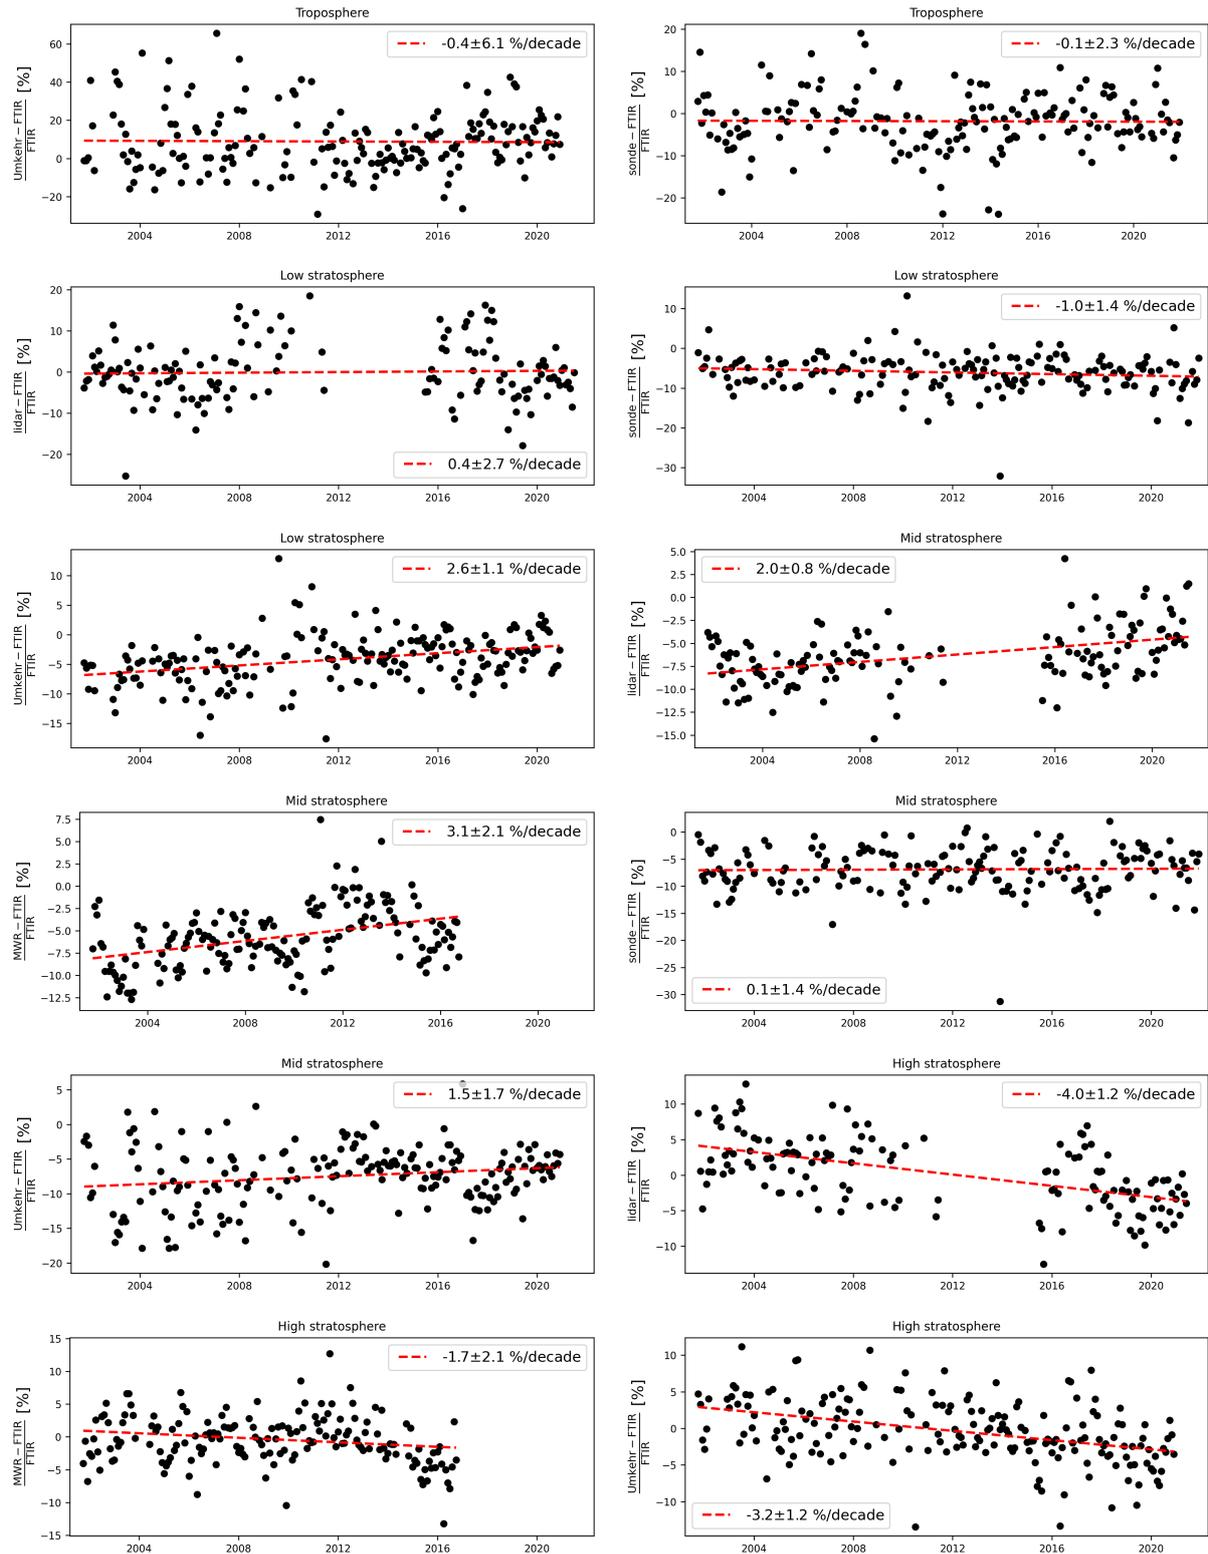 Troposphere
Umkehr − FTIR
FTIR
[%]
60
40
20
0
−20
-0.4±6.1 %/decade
2004 2008 2012 2016 2020
Troposphere
sonde − FTIR
FTIR
[%]
20
10
0
−10
−20
-0.1±2.3 %/decade
2004 2008 2012 2016 2020
Low stratosphere
lidar − FTIR
FTIR
[%]
20
10
0
−10
−20
0.4±2.7 %/decade
2004 2008 2012 2016 2020
Low stratosphere
sonde − FTIR
FTIR
[%]
10
0
−10
−20
−30
-1.0±1.4 %/decade
2004 2008 2012 2016 2020
Low stratosphere
Umkehr − FTIR
FTIR
[%]
10
5
0
−5
−10
−15
2.6±1.1 %/decade
2004 2008 2012 2016 2020
Mid stratosphere
lidar − FTIR
FTIR
[%]
5.0
2.5
0.0
−2.5
−5.0
−7.5
−10.0
−12.5
−15.0
2.0±0.8 %/decade
2004 2008 2012 2016 2020
Mid stratosphere
MWR − FTIR
FTIR
[%]
7.5
5.0
2.5
0.0
−2.5
−5.0
−7.5
−10.0
−12.5
3.1±2.1 %/decade
2004 2008 2012 2016 2020
Mid stratosphere
sonde − FTIR
FTIR
[%]
0
−5
−10
−15
−20
−25
−30
0.1±1.4 %/decade
2004 2008 2012 2016 2020
Mid stratosphere
Umkehr − FTIR
FTIR
[%]
5
0
−5
−10
−15
−20
1.5±1.7 %/decade
2004 2008 2012 2016 2020
High stratosphere
lidar − FTIR
FTIR
[%]
10
5
0
−5
−10
-4.0±1.2 %/decade
2004 2008 2012 2016 2020
High stratosphere
MWR − FTIR
FTIR
[%]
15
10
5
0
−5
−10
−15
-1.7±2.1 %/decade
2004 2008 2012 2016 2020
High stratosphere
Umkehr − FTIR
FTIR
[%]
10
5
0
−5
−10
-3.2±1.2 %/decade
2004 2008 2012 2016 2020